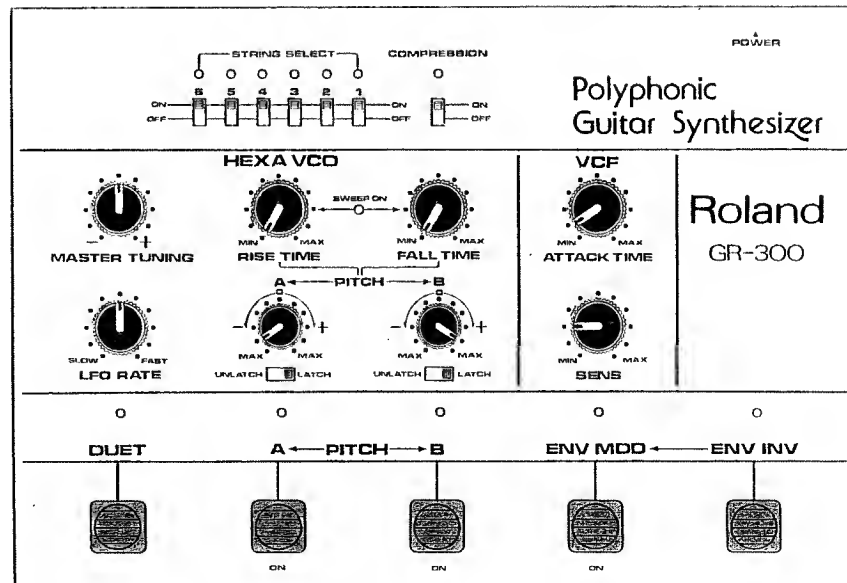 POWER
STRING SELECT COMPRESSION
6 5 4 3 2 1
ON ON ON
OFF OFF OFF
Polyphonic
Guitar Synthesizer
HEXA VCO VCF
SWEEP ON
Roland
GR-300
- + MIN MAX MIN MAX MIN MAX
MASTER TUNING RISE TIME FALL TIME ATTACK TIME
A PITCH B
- + - +
SLOW FAST MAX MAX MAX MAX MIN MAX
LFO RATE UNLATCH LATCH UNLATCH LATCH SENS
DUET A PITCH B ENV MOD ENV INV
ON ON ON